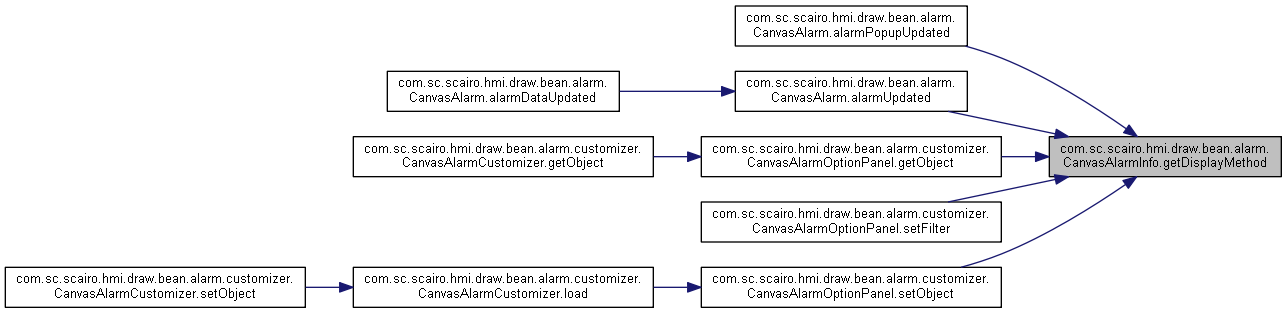 com.sc.scairo.hmi.draw.bean.alarm.
CanvasAlarm.alarmPopupUpdated
com.sc.scairo.hmi.draw.bean.alarm.
CanvasAlarm.alarmDataUpdated
com.sc.scairo.hmi.draw.bean.alarm.
CanvasAlarm.alarmUpdated
com.sc.scairo.hmi.draw.bean.alarm.customizer.
CanvasAlarmCustomizer.getObject
com.sc.scairo.hmi.draw.bean.alarm.customizer.
CanvasAlarmOptionPanel.getObject
com.sc.scairo.hmi.draw.bean.alarm.
CanvasAlarmInfo.getDisplayMethod
com.sc.scairo.hmi.draw.bean.alarm.customizer.
CanvasAlarmOptionPanel.setFilter
com.sc.scairo.hmi.draw.bean.alarm.customizer.
CanvasAlarmCustomizer.setObject
com.sc.scairo.hmi.draw.bean.alarm.customizer.
CanvasAlarmCustomizer.load
com.sc.scairo.hmi.draw.bean.alarm.customizer.
CanvasAlarmOptionPanel.setObject